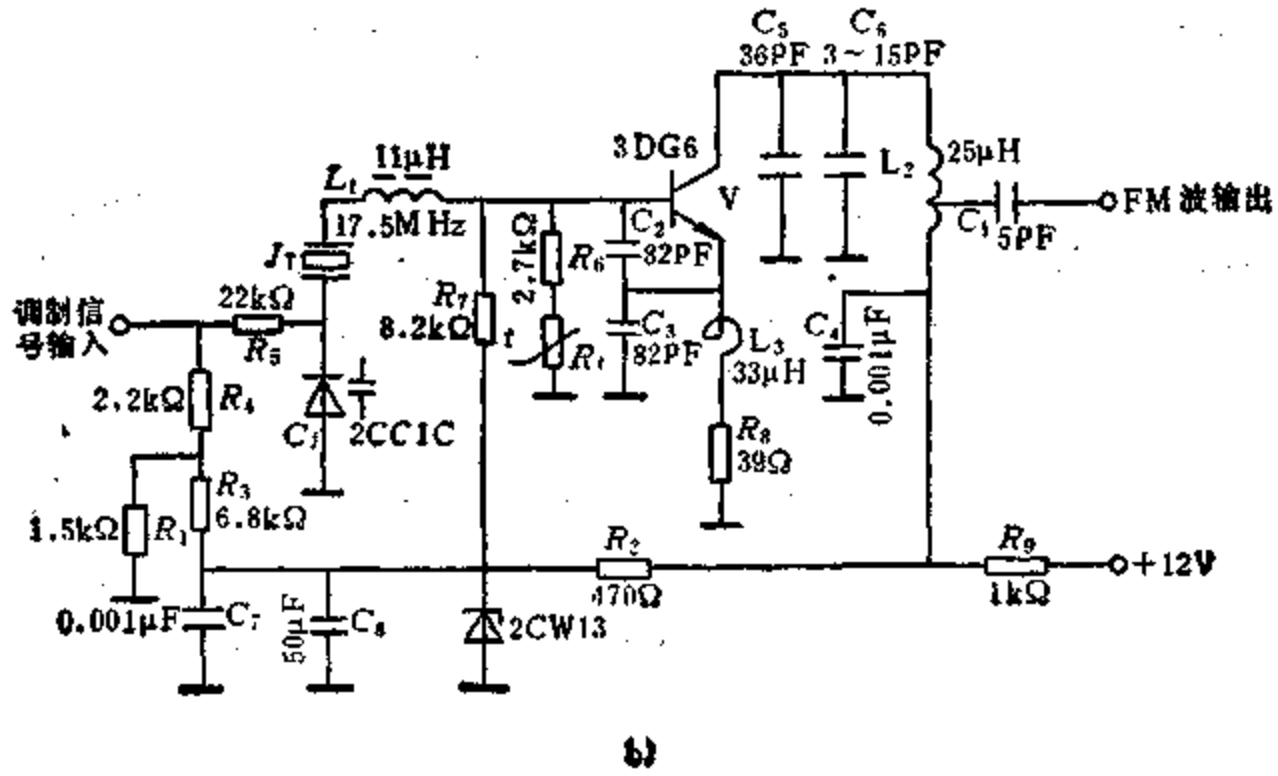 C₅ C₆
36PF 3~15PF
3DG6
11μH
L₁
17.5MHz
V
L₂
25μH
C₂
82PF
2.7kΩ
R₆
C₁
5PF
FM波输出
J_T
22kΩ
R₅
调制信
号输入
R₇
8.2kΩ
t
R_t
C₃
82PF
L₃
33μH
C₄
0.001μF
2.2kΩ R₄
C_j 2CC1C
R₈
39Ω
R₃
6.8kΩ
1.5kΩ R₁
R₂
470Ω
R₉
1kΩ
+12V
0.001μF C₇
50μF C₈
2CW13
b)